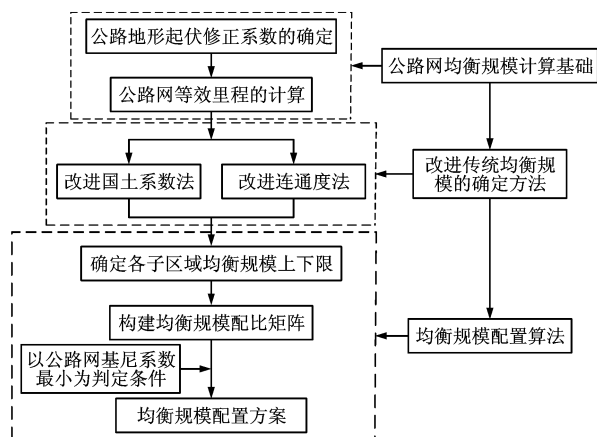 公路地形起伏修正系数的确定
公路网均衡规模计算基础
公路网等效里程的计算
改进国土系数法
改进连通度法
改进传统均衡规
模的确定方法
确定各子区域均衡规模上下限
构建均衡规模配比矩阵
均衡规模配置算法
以公路网基尼系数
最小为判定条件
均衡规模配置方案